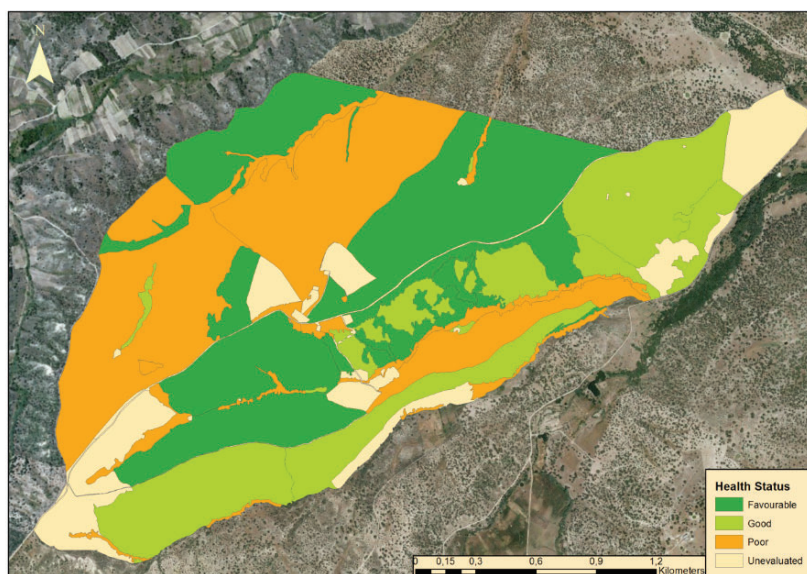 N
Health Status
Favourable
Good
Poor
Unevaluated
0 0,15 0,3 0,6 0,9 1,2
Kilometers